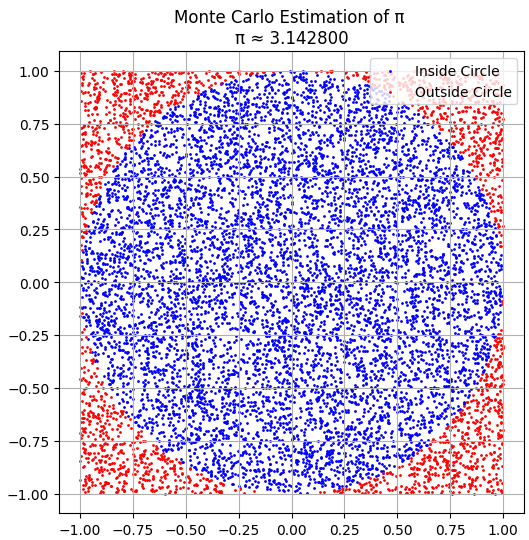 Monte Carlo Estimation of π
π ≈ 3.142800
Inside Circle
Outside Circle
1.00
0.75
0.50
0.25
0.00
−0.25
−0.50
−0.75
−1.00
−1.00 −0.75 −0.50 −0.25 0.00 0.25 0.50 0.75 1.00